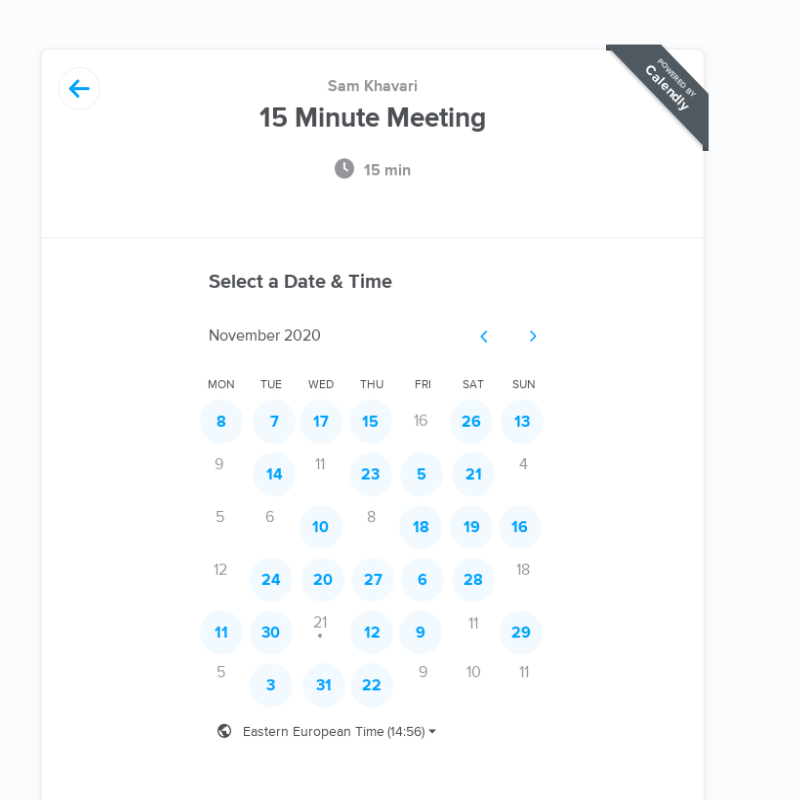 POWERED BY
Calendly
Sam Khavari
15 Minute Meeting
15 min
Select a Date & Time
November 2020
MON TUE WED THU FRI SAT SUN
8 7 17 15 16 26 13
9 14 11 23 5 21 4
5 6 10 8 18 19 16
12 24 20 27 6 28 18
11 30 21 12 9 11 29
5 3 31 22 9 10 11
Eastern European Time (14:56)